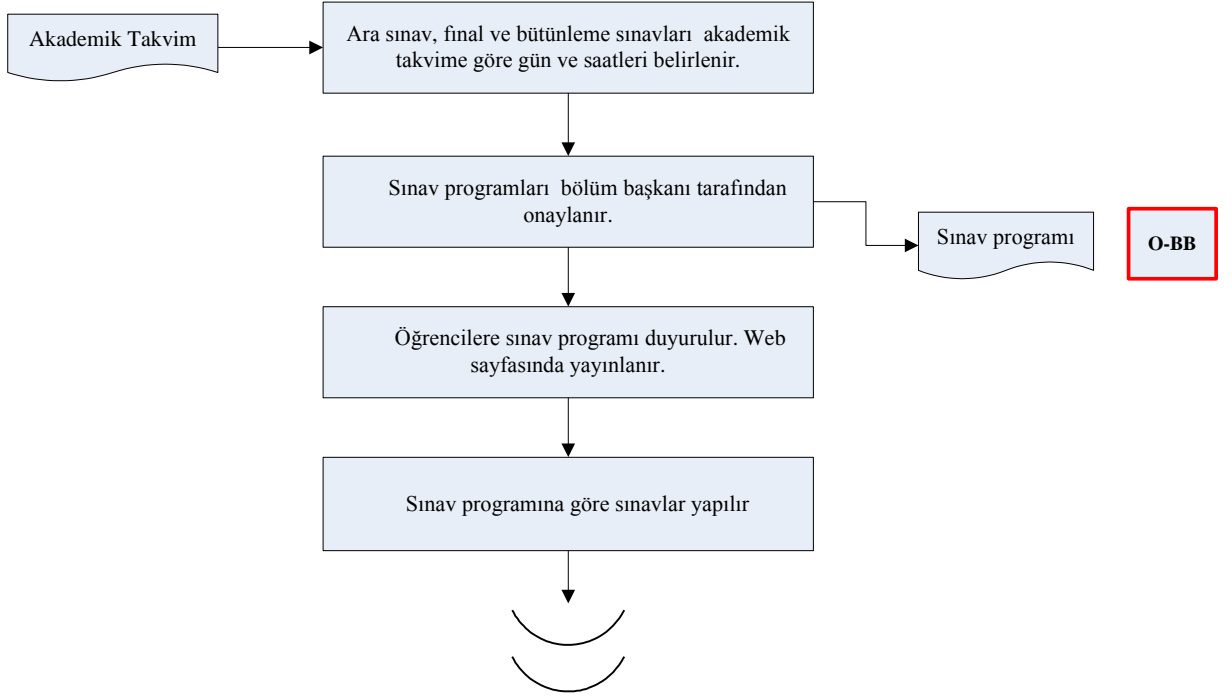 Akademik Takvim
Ara sınav, fınal ve bütünleme sınavları  akademik
takvime göre gün ve saatleri belirlenir.
Sınav programları  bölüm başkanı tarafından
onaylanır.
Sınav programı
O-BB
Öğrencilere sınav programı duyurulur. Web
sayfasında yayınlanır.
Sınav programına göre sınavlar yapılır